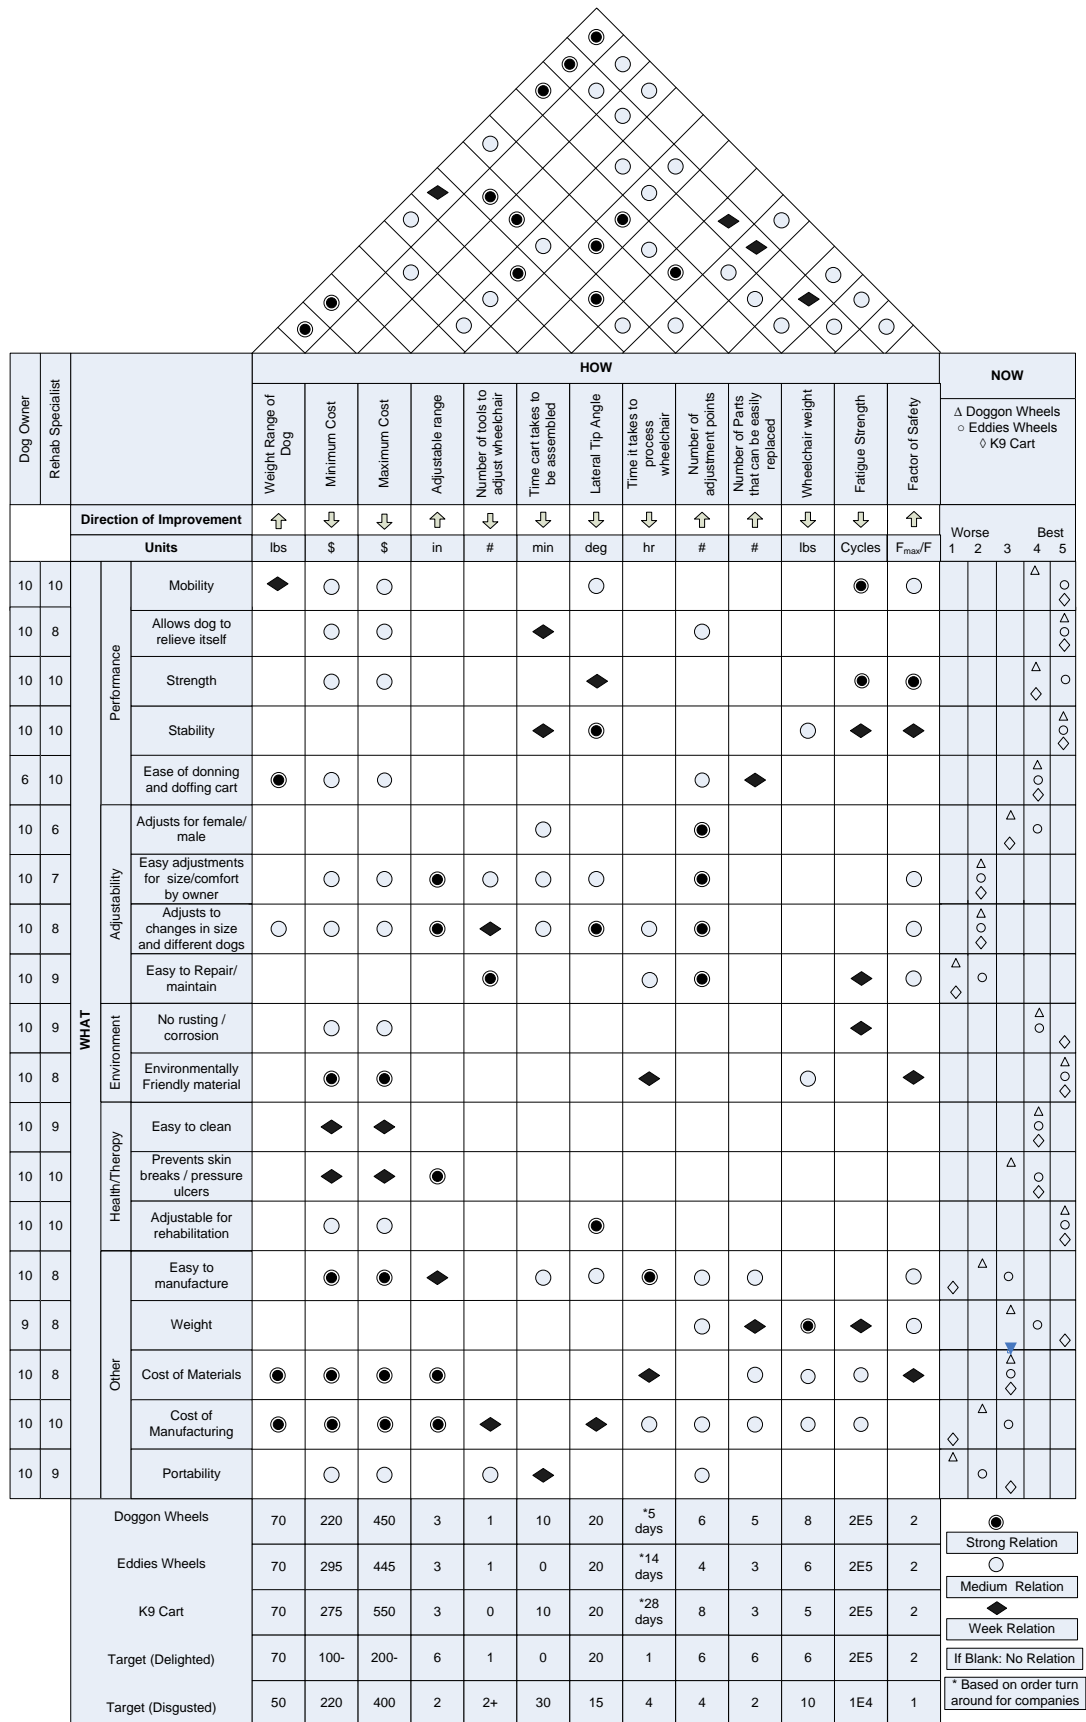 HOW
NOW
Dog Owner
Rehab Specialist
Weight Range of
Dog
Minimum Cost
Maximum Cost
Adjustable range
Number of tools to
adjust wheelchair
Time cart takes to
be assembled
Lateral Tip Angle
Time it takes to
process
wheelchair
Number of
adjustment points
Number of Parts
that can be easily
replaced
Wheelchair weight
Fatigue Strength
Factor of Safety
Δ Doggon Wheels
○ Eddies Wheels
◊ K9 Cart
Direction of Improvement
Worse Best
Units lbs $ $ in # min deg hr # # lbs Cycles Fmax/F 1 2 3 4 5
WHAT
Performance
10 10 Mobility
10 8 Allows dog to
relieve itself
10 10 Strength
10 10 Stability
6 10 Ease of donning
and doffing cart
Adjustability
10 6 Adjusts for female/
male
10 7 Easy adjustments
for size/comfort
by owner
10 8 Adjusts to
changes in size
and different dogs
10 9 Easy to Repair/
maintain
Environment
10 9 No rusting /
corrosion
10 8 Environmentally
Friendly material
Health/Theropy
10 9 Easy to clean
10 10 Prevents skin
breaks / pressure
ulcers
10 10 Adjustable for
rehabilitation
Other
10 8 Easy to
manufacture
9 8 Weight
10 8 Cost of Materials
10 10 Cost of
Manufacturing
10 9 Portability
Doggon Wheels 70 220 450 3 1 10 20 *5
days 6 5 8 2E5 2
Eddies Wheels 70 295 445 3 1 0 20 *14
days 4 3 6 2E5 2
K9 Cart 70 275 550 3 0 10 20 *28
days 8 3 5 2E5 2
Target (Delighted) 70 100- 200- 6 1 0 20 1 6 6 6 2E5 2
Target (Disgusted) 50 220 400 2 2+ 30 15 4 4 2 10 1E4 1
Strong Relation
Medium Relation
Week Relation
If Blank: No Relation
* Based on order turn
around for companies